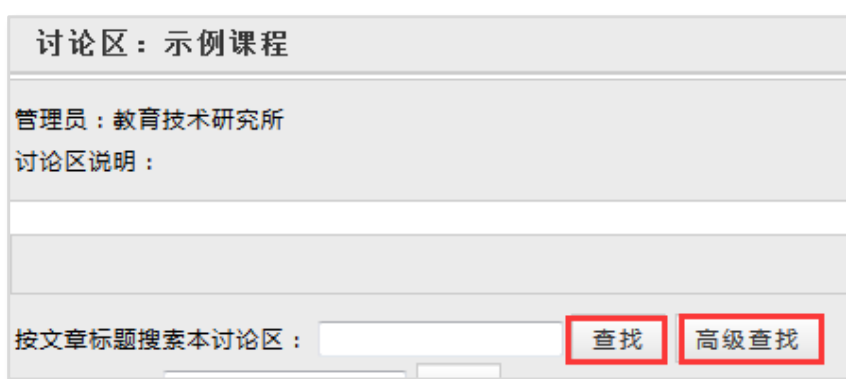 讨论区：示例课程
管理员：教育技术研究所
讨论区说明：
按文章标题搜索本讨论区： 查找 高级查找